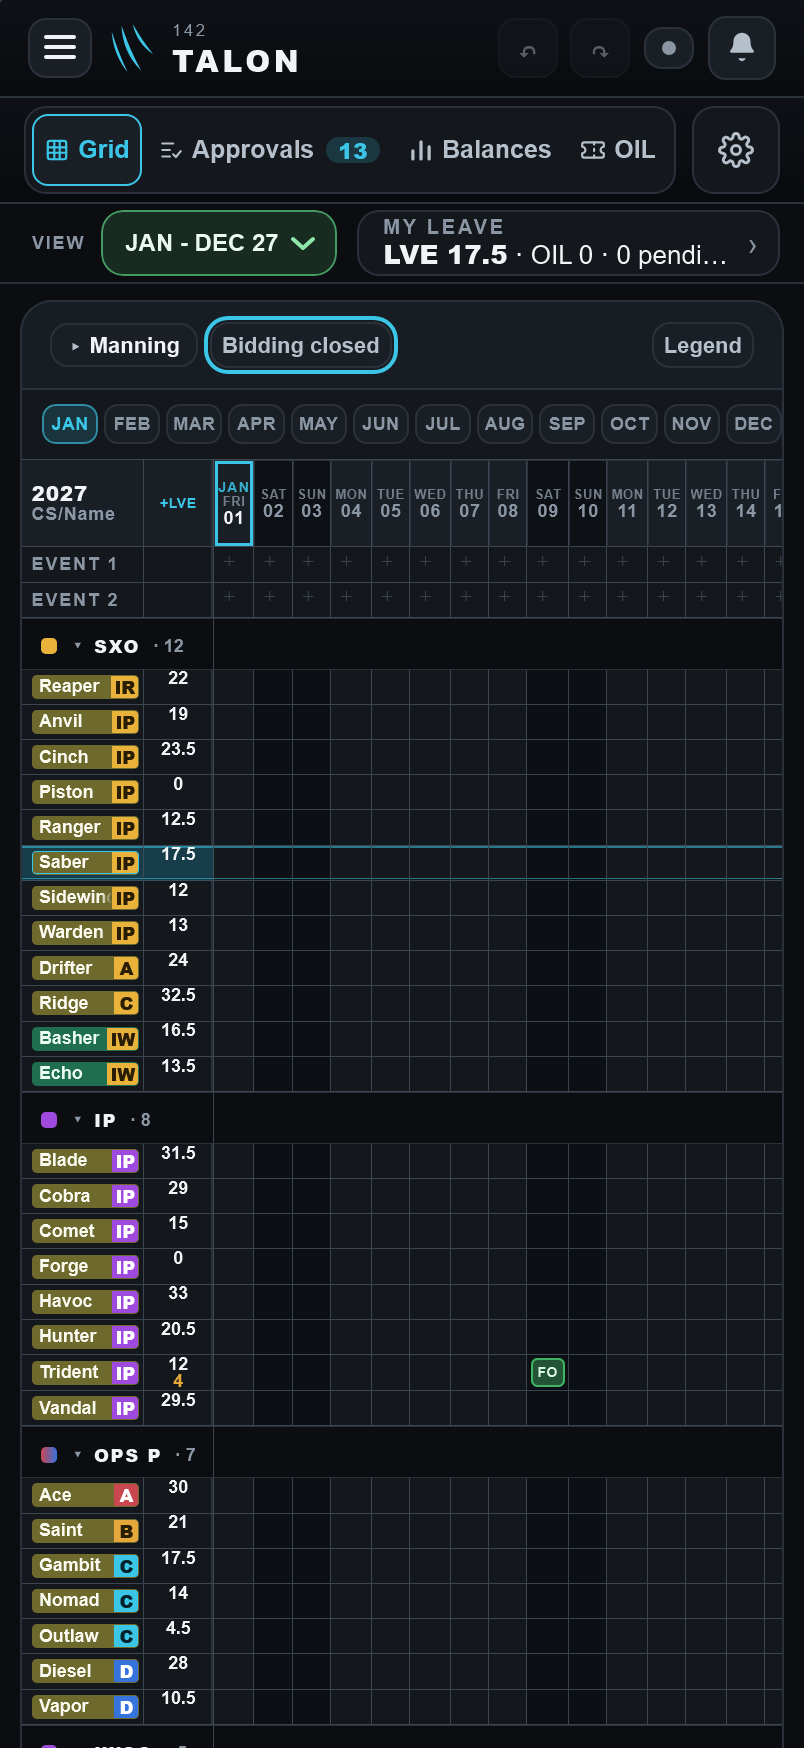 142
TALON
Grid
Approvals 13
Balances
OIL
VIEW
JAN - DEC 27
MY LEAVE
LVE 17.5 · OIL 0 · 0 pendi…
Manning
Bidding closed
Legend
JAN FEB MAR APR MAY JUN JUL AUG SEP OCT NOV DEC
2027
CS/Name
+LVE
JAN
FRI SAT SUN MON TUE WED THU FRI SAT SUN MON TUE WED THU F
01 02 03 04 05 06 07 08 09 10 11 12 13 14 1
EVENT 1 + + + + + + + + + + + + + + +
EVENT 2 + + + + + + + + + + + + + + +
SXO · 12
Reaper IR 22
Anvil IP 19
Cinch IP 23.5
Piston IP 0
Ranger IP 12.5
Saber IP 17.5
Sidewin IP 12
Warden IP 13
Drifter A 24
Ridge C 32.5
Basher IW 16.5
Echo IW 13.5
IP · 8
Blade IP 31.5
Cobra IP 29
Comet IP 15
Forge IP 0
Havoc IP 33
Hunter IP 20.5
Trident IP 12 FO
4
Vandal IP 29.5
OPS P · 7
Ace A 30
Saint B 21
Gambit C 17.5
Nomad C 14
Outlaw C 4.5
Diesel D 28
Vapor D 10.5